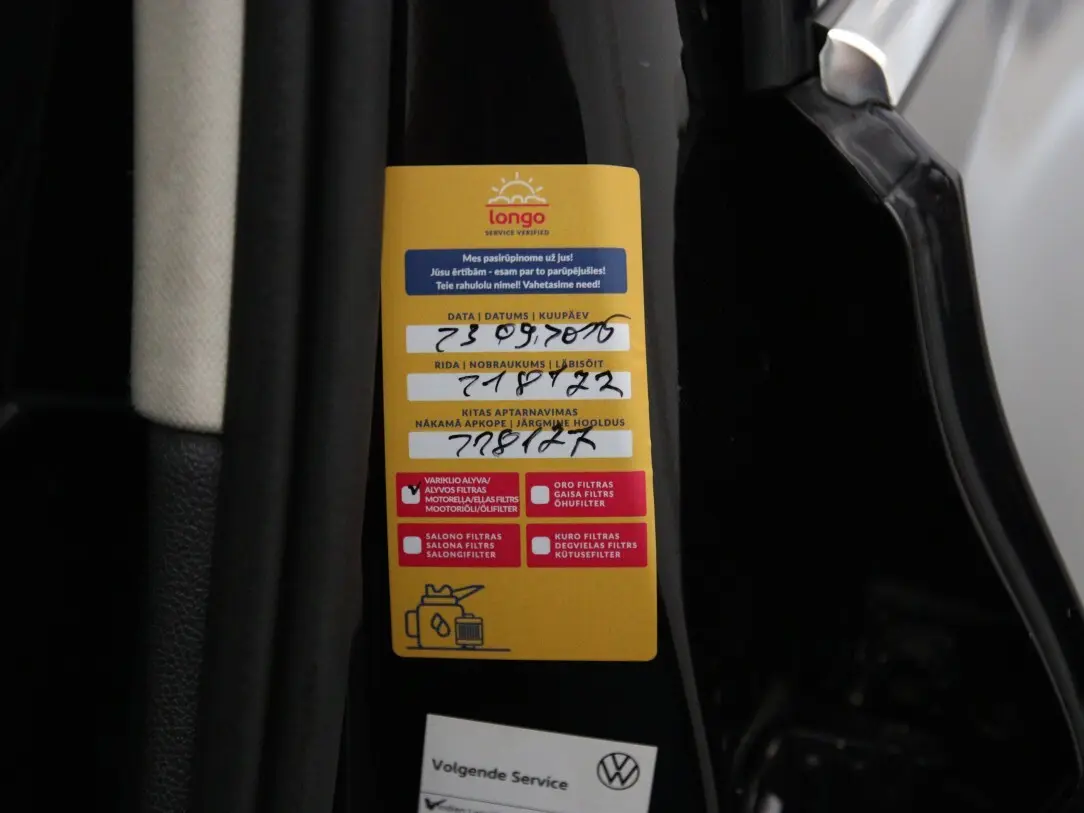 longo
SERVICE VERIFIED
Mes pasirūpinome už jus!
Jūsu ērtībām - esam par to parūpējušies!
Teie rahulolu nimel! Vahetasime need!
DATA | DATUMS | KUUPÄEV
23 09.
RIDA | NOBRAUKUMS | LÄBISÕIT
218122
KITAS APTARNAVIMAS
NĀKAMĀ APKOPE | JÄRGMINE HOOLDUS
VARIKLIO ALYVA/
ALYVOS FILTRAS
MOTOREĻĻA/EĻĻAS FILTRS
MOOTORIÕLI/ÕLIFILTER
ORO FILTRAS
GAISA FILTRS
ÕHUFILTER
SALONO FILTRAS
SALONA FILTRS
SALONGIFILTER
KURO FILTRAS
DEGVIELAS FILTRS
KÜTUSEFILTER
Volgende Service